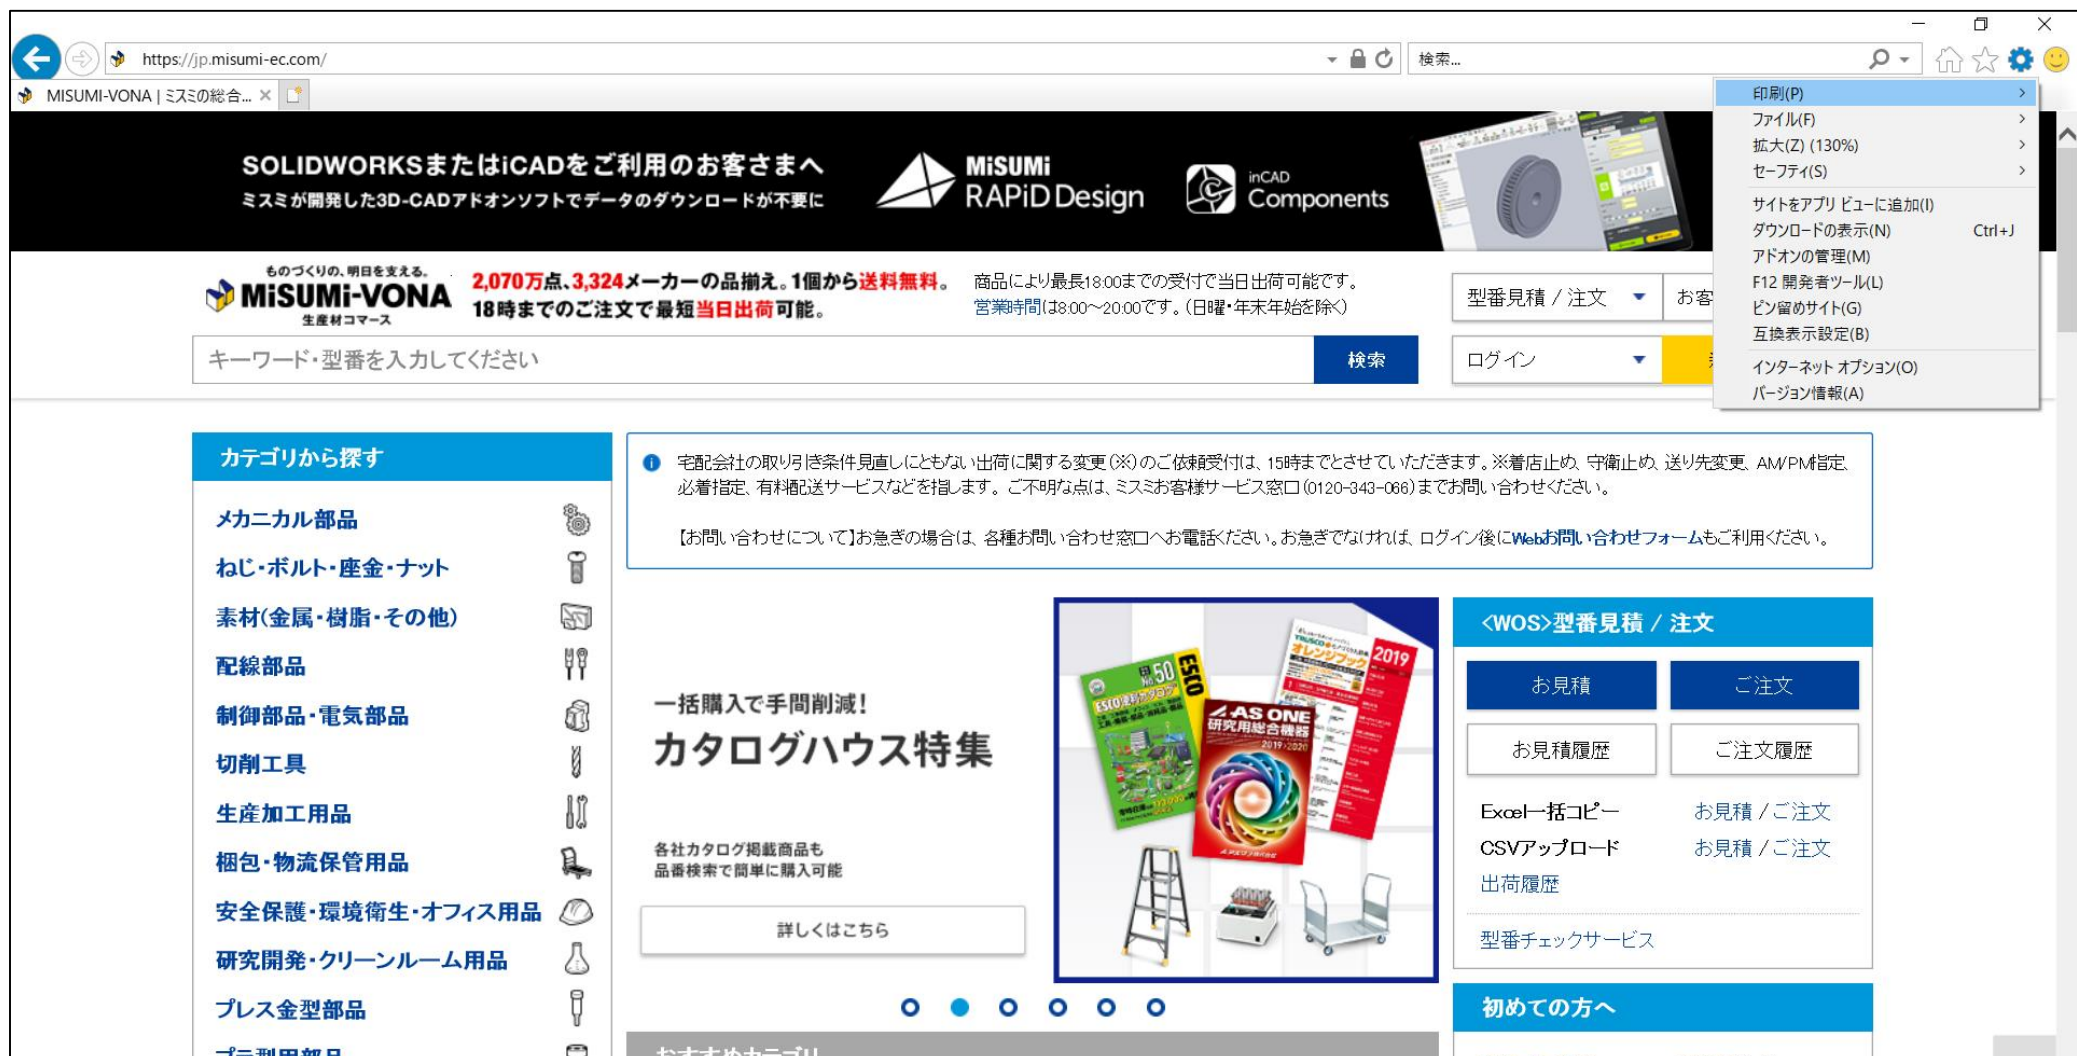 https://jp.misumi-ec.com/
検索...
MISUMI-VONA | ミスミの総合...
印刷(P)
ファイル(F)
拡大(Z) (130%)
セーフティ(S)
サイトをアプリ ビューに追加(I)
ダウンロードの表示(N) Ctrl+J
アドオンの管理(M)
F12 開発者ツール(L)
ピン留めサイト(G)
互換表示設定(B)
インターネット オプション(O)
バージョン情報(A)
SOLIDWORKSまたはiCADをご利用のお客さまへ
ミスミが開発した3D-CADアドオンソフトでデータのダウンロードが不要に
MiSUMi
RAPiD Design
inCAD
Components
ものづくりの、明日を支える。
MiSUMi-VONA
生産材コマース
2,070万点、3,324メーカーの品揃え。1個から送料無料。
18時までのご注文で最短当日出荷可能。
商品により最長18:00までの受付で当日出荷可能です。
営業時間は8:00～20:00です。(日曜・年末年始を除く)
型番見積 / 注文
お客
キーワード・型番を入力してください
検索
ログイン
カテゴリから探す
メカニカル部品
ねじ・ボルト・座金・ナット
素材(金属・樹脂・その他)
配線部品
制御部品・電気部品
切削工具
生産加工用品
梱包・物流保管用品
安全保護・環境衛生・オフィス用品
研究開発・クリーンルーム用品
プレス金型部品
プラ型用部品
宅配会社の取り引き条件見直しにともない出荷に関する変更(※)のご依頼受付は、15時までとさせていただきます。※着店止め、守衛止め、送り先変更、AM/PM指定、
必着指定、有料配送サービスなどを指します。ご不明な点は、ミスミお客様サービス窓口(0120-343-066)までお問い合わせください。
【お問い合わせについて】お急ぎの場合は、各種お問い合わせ窓口へお電話ください。お急ぎでなければ、ログイン後にWebお問い合わせフォームもご利用ください。
一括購入で手間削減!
カタログハウス特集
各社カタログ掲載商品も
品番検索で簡単に購入可能
詳しくはこちら
No.50
ESCO
TRUSCO
オレンジブック
2019
AS ONE
研究用総合機器
2019・2020
おすすめカテゴリ
<WOS>型番見積 / 注文
お見積
ご注文
お見積履歴
ご注文履歴
Excel一括コピー お見積 / ご注文
CSVアップロード お見積 / ご注文
出荷履歴
型番チェックサービス
初めての方へ